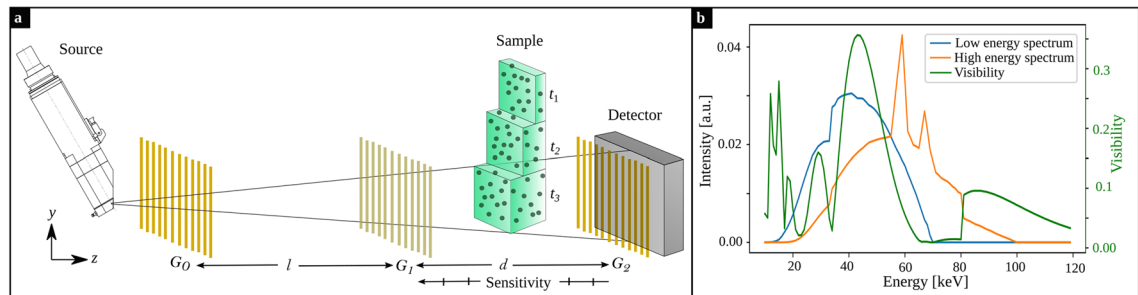 a
Source
Sample
t1
t2
t3
Detector
y
z
G0
l
G1
d
G2
Sensitivity
b
Intensity [a.u.]
0.04
0.02
0.00
Low energy spectrum
High energy spectrum
Visibility
0.3
0.2
0.1
0.00
Visibility
20
40
60
80
100
120
Energy [keV]